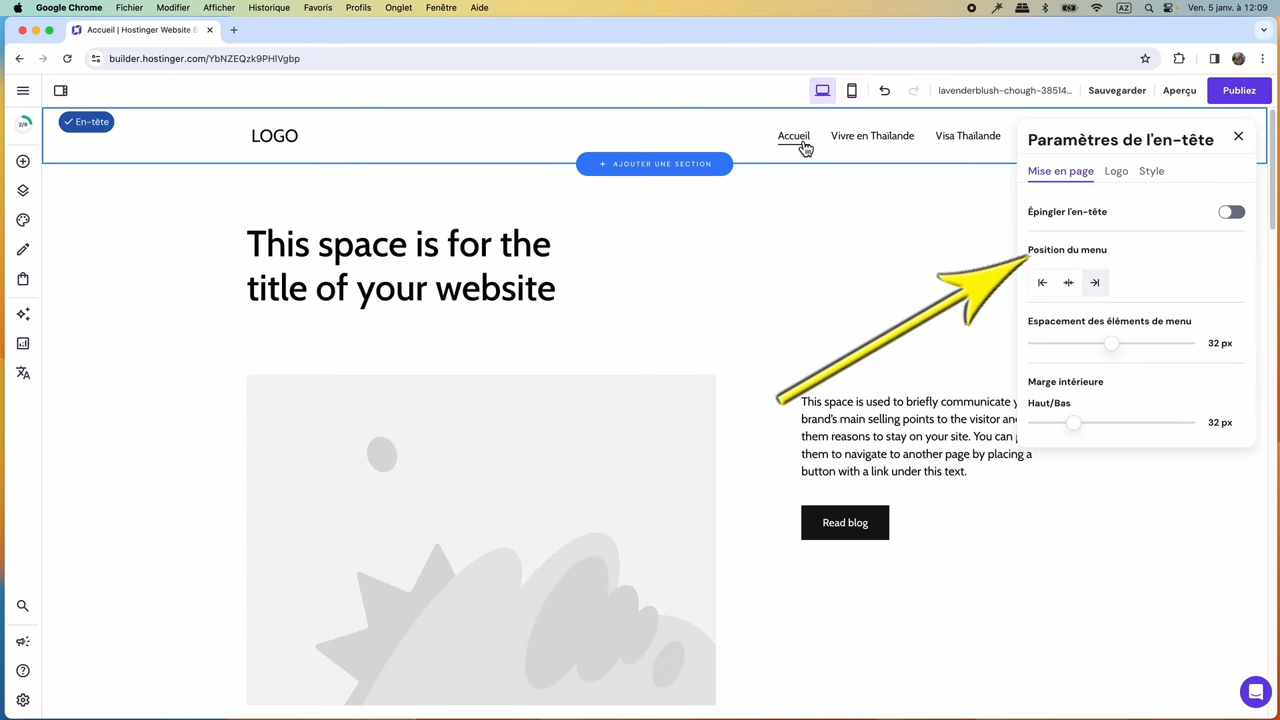 Google Chrome Fichier Modifier Afficher Historique Favoris Profils Onglet Fenêtre Aide AZ Ven. 5 janv. à 12:09
Accueil | Hostinger Website B
builder.hostinger.com/YbNZEQzk9PHIVgbp
lavenderblush-chough-38514... Sauvegarder Aperçu Publiez
2/9
En-tête
LOGO
Accueil Vivre en Thaïlande Visa Thaïlande
AJOUTER UNE SECTION
Paramètres de l'en-tête
Mise en page Logo Style
Épingler l'en-tête
Position du menu
Espacement des éléments de menu
32 px
Marge intérieure
Haut/Bas
32 px
This space is for the
title of your website
This space is used to briefly communicate y
brand's main selling points to the visitor and
them reasons to stay on your site. You can
them to navigate to another page by placing a
button with a link under this text.
Read blog